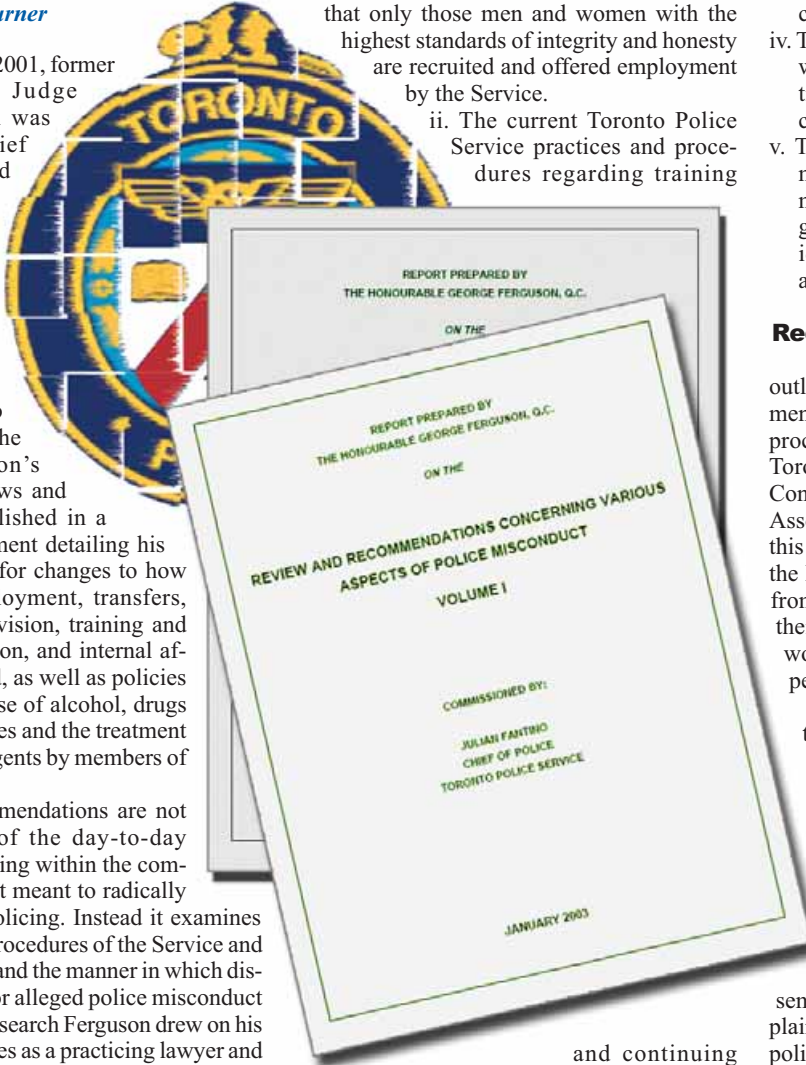 urner
2001, former
Judge
was
ief
d
o
he
on's
ws and
lished in a
ment detailing his
for changes to how
loyment, transfers,
vision, training and
on, and internal af-
l, as well as policies
se of alcohol, drugs
es and the treatment
gents by members of
mmendations are not
of the day-to-day
ing within the com-
t meant to radically
olicing. Instead it examines
rocedures of the Service and
and the manner in which dis-
or alleged police misconduct
search Ferguson drew on his
es as a practicing lawyer and
TORONTO
P
that only those men and women with the
highest standards of integrity and honesty
are recruited and offered employment
by the Service.
ii. The current Toronto Police
Service practices and proce-
dures regarding training
REPORT PREPARED BY
THE HONOURABLE GEORGE FERGUSON, Q.C.
ON THE
REPORT PREPARED BY
THE HONOURABLE GEORGE FERGUSON, Q.C.
ON THE
REVIEW AND RECOMMENDATIONS CONCERNING VARIOUS
ASPECTS OF POLICE MISCONDUCT
VOLUME I
COMMISSIONED BY:
JULIAN FANTINO
CHIEF OF POLICE
TORONTO POLICE SERVICE
JANUARY 2003
and continuing
c
iv. T
w
t
c
v. T
n
n
g
i
a
Re
outl
men
proc
Toro
Con
Asse
this
the
from
the
wo
pe
t
sen
plai
poli